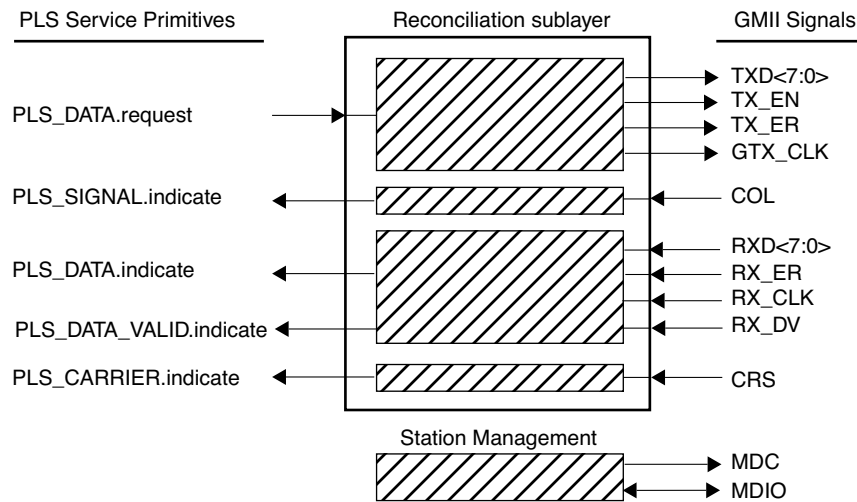 PLS Service Primitives
Reconciliation sublayer
GMII Signals
PLS_DATA.request
TXD<7:0>
TX_EN
TX_ER
GTX_CLK
PLS_SIGNAL.indicate
COL
PLS_DATA.indicate
RXD<7:0>
RX_ER
RX_CLK
PLS_DATA_VALID.indicate
RX_DV
PLS_CARRIER.indicate
CRS
Station Management
MDC
MDIO